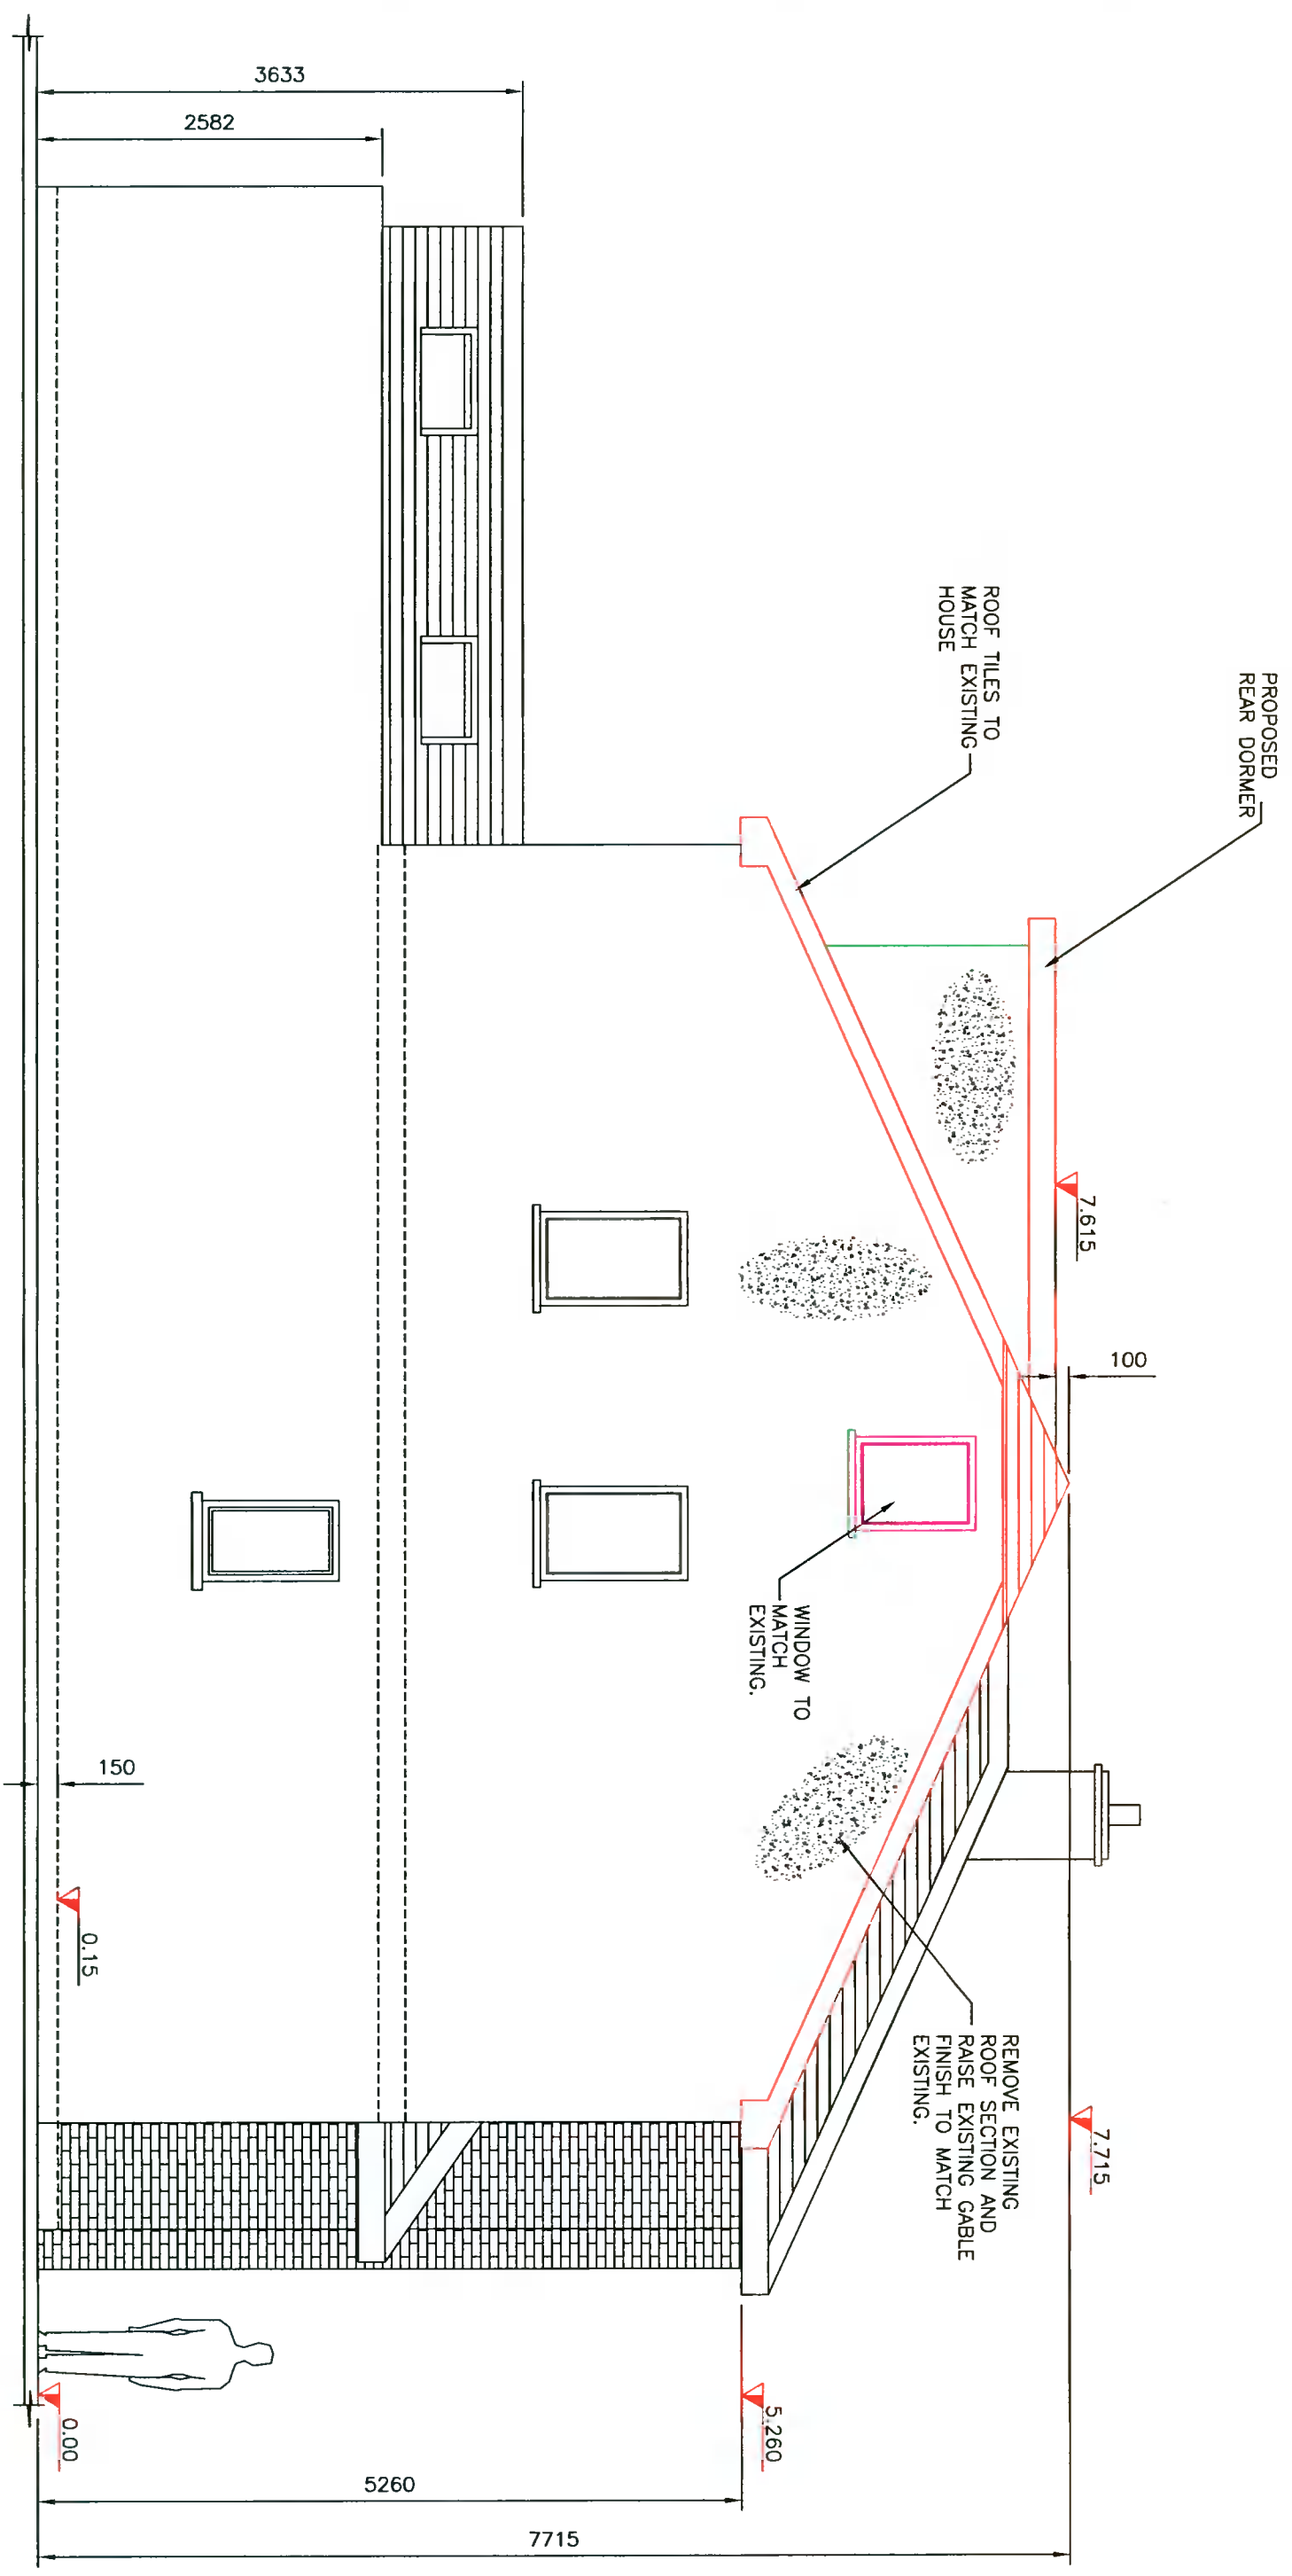 PROPOSED
REAR DORMER
ROOF TILES TO
MATCH EXISTING
HOUSE
7.615
100
WINDOW TO
MATCH
EXISTING.
REMOVE EXISTING
ROOF SECTION AND
RAISE EXISTING GABLE
FINISH TO MATCH
EXISTING.
7.715
3633
2582
150
0.15
5.260
0.00
5260
7715